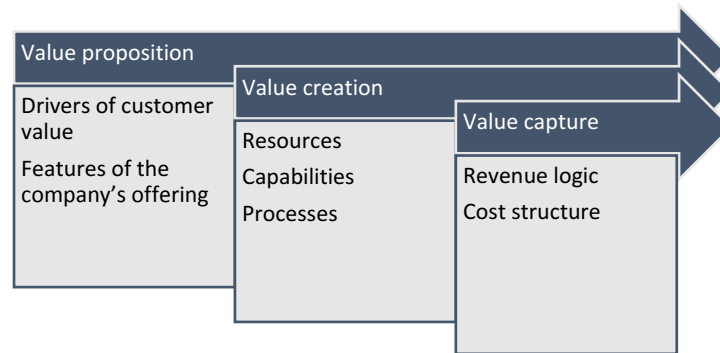 Value proposition
Drivers of customer
value
Features of the
company’s offering
Value creation
Resources
Capabilities
Processes
Value capture
Revenue logic
Cost structure